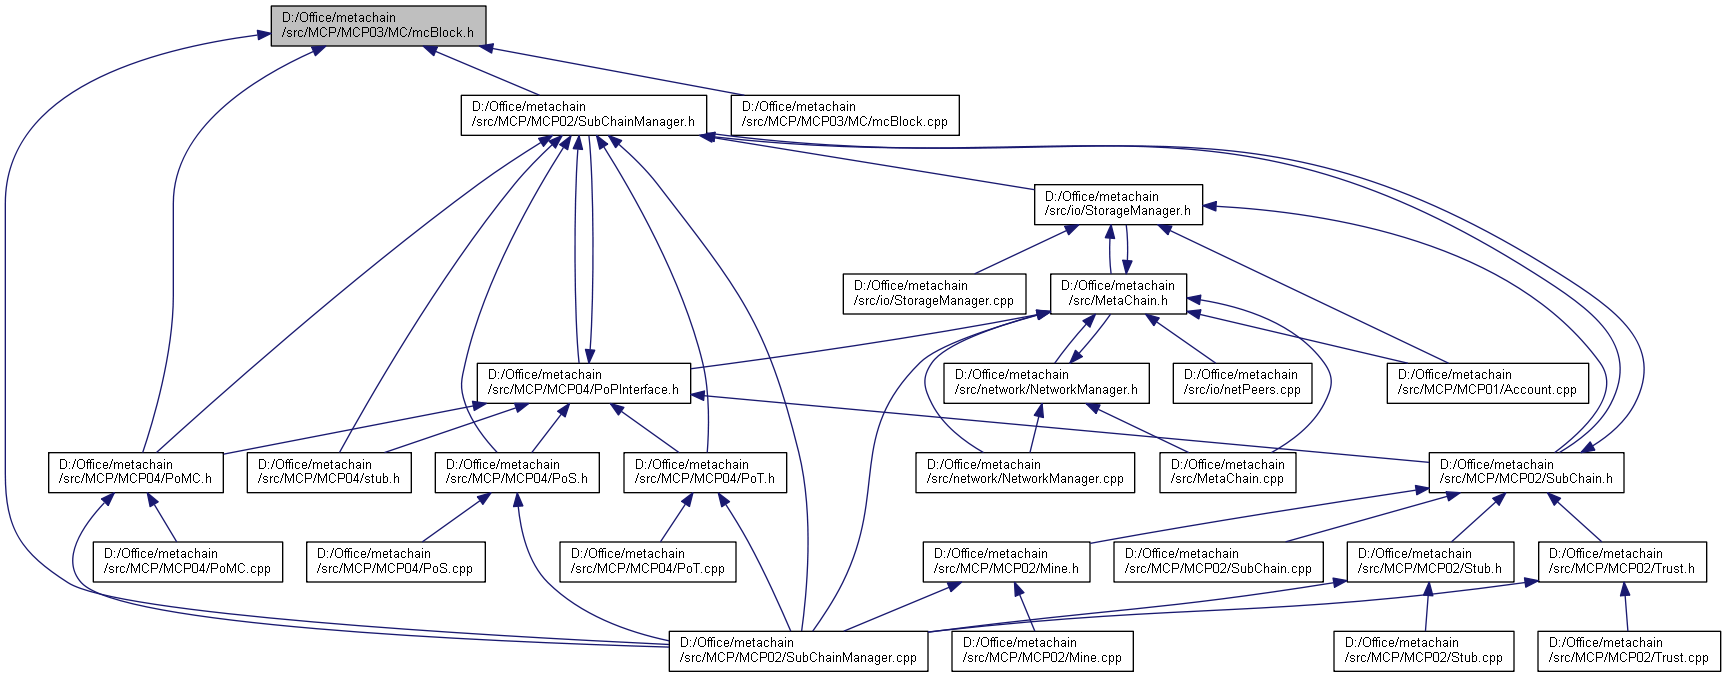 D:/Office/metachain
/src/MCP/MCP03/MC/mcBlock.h
D:/Office/metachain
/src/MCP/MCP02/SubChainManager.h
D:/Office/metachain
/src/MCP/MCP03/MC/mcBlock.cpp
D:/Office/metachain
/src/io/StorageManager.h
D:/Office/metachain
/src/io/StorageManager.cpp
D:/Office/metachain
/src/MetaChain.h
D:/Office/metachain
/src/MCP/MCP04/PoPInterface.h
D:/Office/metachain
/src/network/NetworkManager.h
D:/Office/metachain
/src/io/netPeers.cpp
D:/Office/metachain
/src/MCP/MCP01/Account.cpp
D:/Office/metachain
/src/MCP/MCP04/PoMC.h
D:/Office/metachain
/src/MCP/MCP04/stub.h
D:/Office/metachain
/src/MCP/MCP04/PoS.h
D:/Office/metachain
/src/MCP/MCP04/PoT.h
D:/Office/metachain
/src/network/NetworkManager.cpp
D:/Office/metachain
/src/MetaChain.cpp
D:/Office/metachain
/src/MCP/MCP02/SubChain.h
D:/Office/metachain
/src/MCP/MCP04/PoMC.cpp
D:/Office/metachain
/src/MCP/MCP04/PoS.cpp
D:/Office/metachain
/src/MCP/MCP04/PoT.cpp
D:/Office/metachain
/src/MCP/MCP02/Mine.h
D:/Office/metachain
/src/MCP/MCP02/SubChain.cpp
D:/Office/metachain
/src/MCP/MCP02/Stub.h
D:/Office/metachain
/src/MCP/MCP02/Trust.h
D:/Office/metachain
/src/MCP/MCP02/SubChainManager.cpp
D:/Office/metachain
/src/MCP/MCP02/Mine.cpp
D:/Office/metachain
/src/MCP/MCP02/Stub.cpp
D:/Office/metachain
/src/MCP/MCP02/Trust.cpp